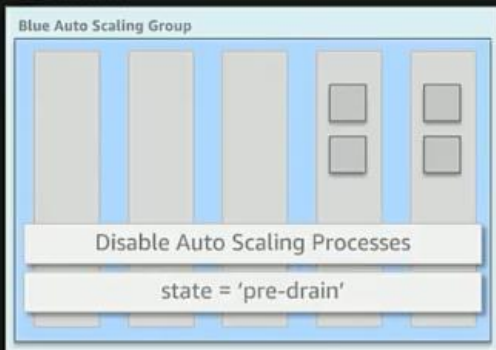 Blue Auto Scaling Group
Disable Auto Scaling Processes
state = ‘pre-drain’